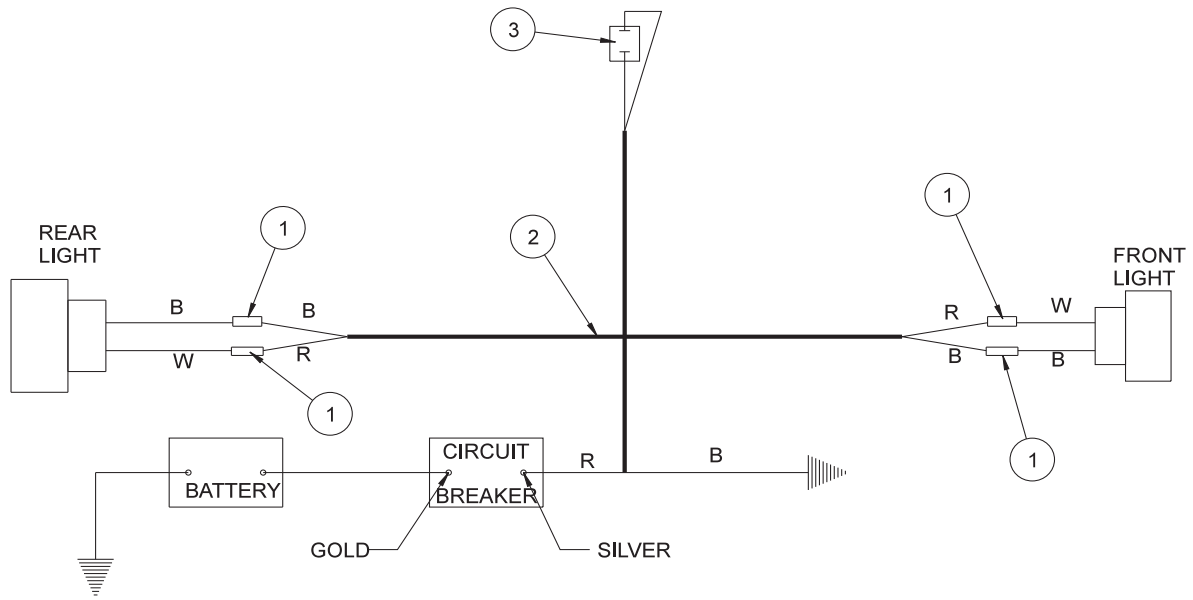 3
1
1
2
REAR
LIGHT
FRONT
LIGHT
B
B
R
W
W
R
B
B
1
1
CIRCUIT
BREAKER
R
B
BATTERY
GOLD
SILVER